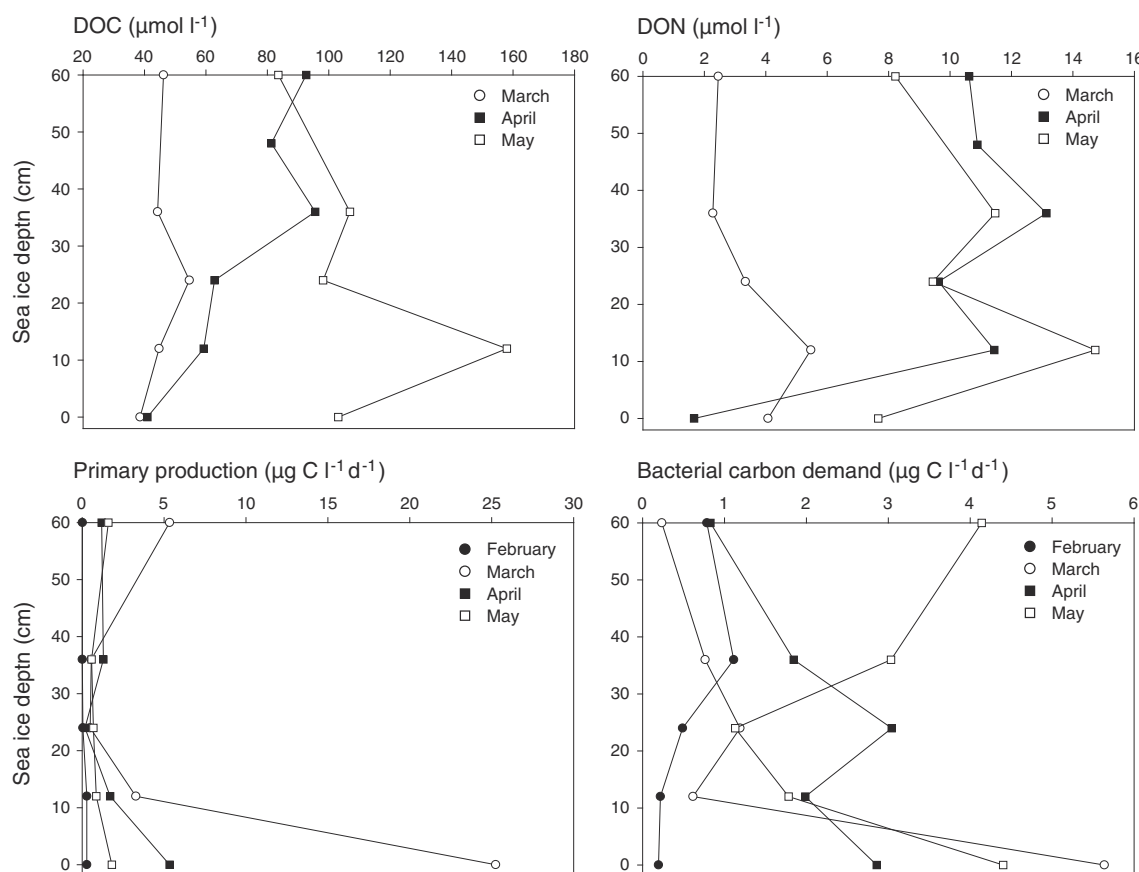 DOC (µmol l-1)
20 40 60 80 100 120 140 160 180
60
50
40
30
20
10
0
Sea ice deptn (cm)
March
April
May
DON (µmol l-1)
0 2 4 6 8 10 12 14 16
60
50
40
30
20
10
0
March
April
May
Primary production (µg C l-1 d-1)
0 5 10 15 20 25 30
60
50
40
30
20
10
0
Sea ice deptn (cm)
February
March
April
May
Bacterial carbon demand (µg C l-1 d-1)
0 1 2 3 4 5 6
60
50
40
30
20
10
0
February
March
April
May